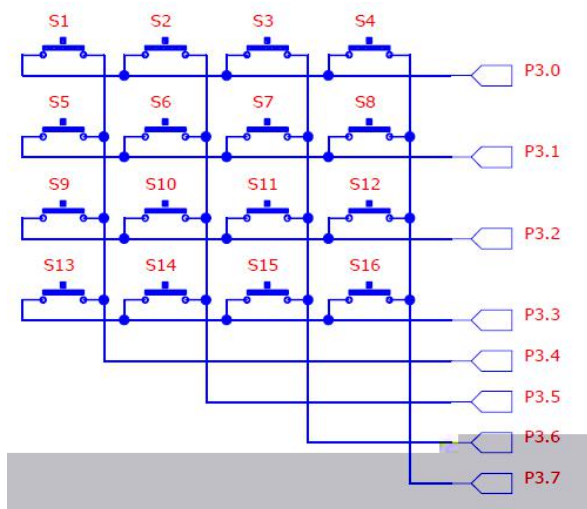 S1 S2 S3 S4
P3.0
S5 S6 S7 S8
P3.1
S9 S10 S11 S12
P3.2
S13 S14 S15 S16
P3.3
P3.4
P3.5
P3.6
P3.7